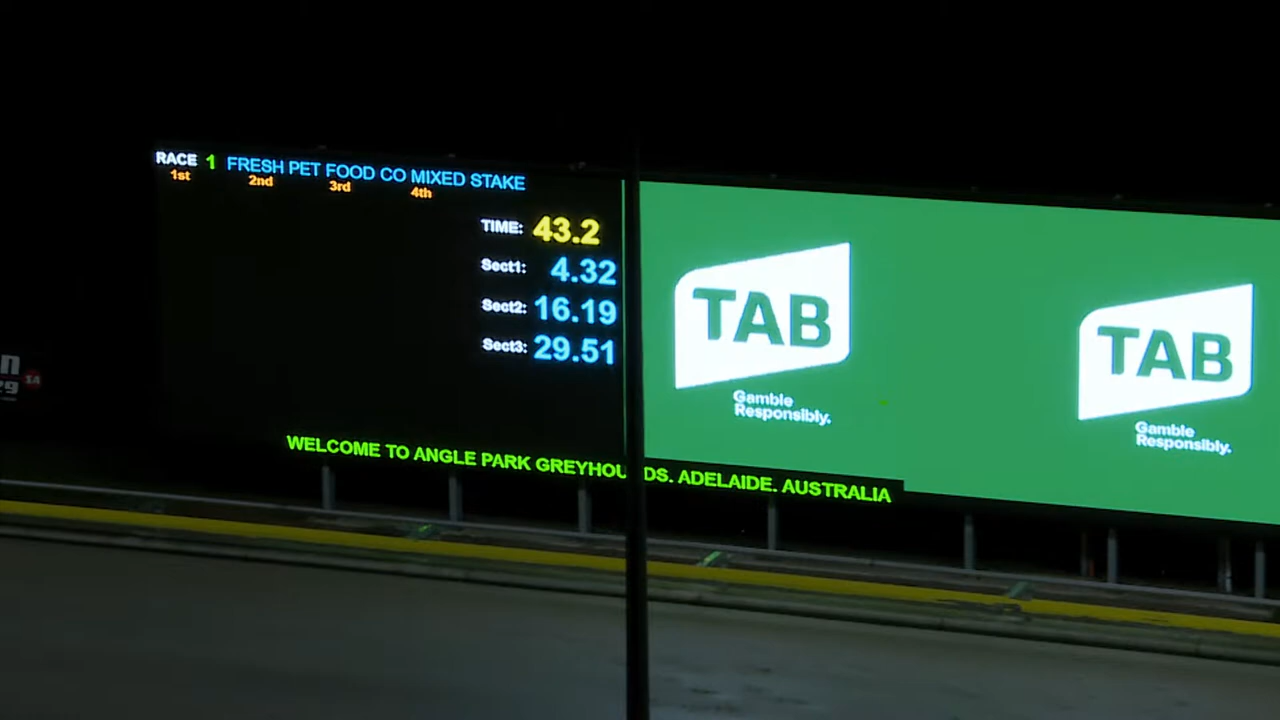 RACE 1 FRESH PET FOOD CO MIXED STAKE
1st 2nd 3rd 4th
TIME: 43.2
Sect1: 4.32
Sect2: 16.19
Sect3: 29.51
WELCOME TO ANGLE PARK GREYHOUNDS. ADELAIDE. AUSTRALIA
TAB
Gamble
Responsibly.
TAB
Gamble
Responsibly.
SA